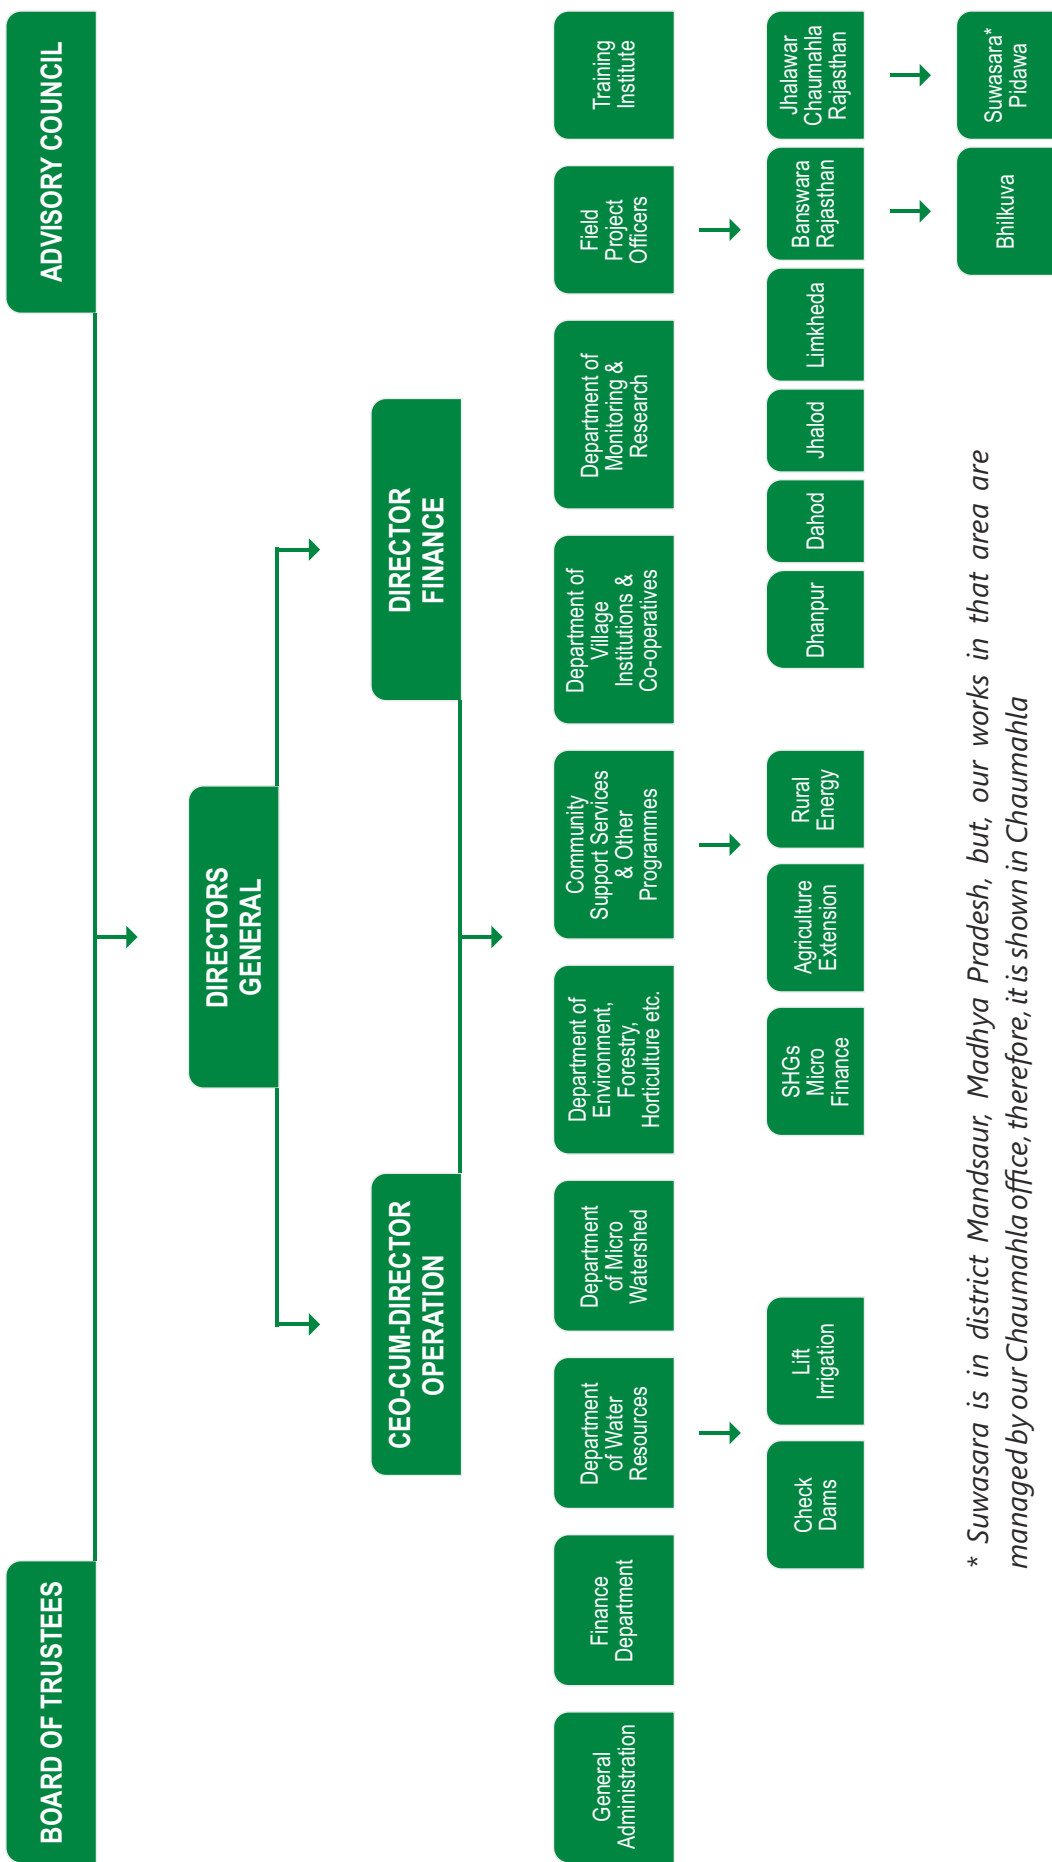 BOARD OF TRUSTEES
ADVISORY COUNCIL
DIRECTORS
GENERAL
CEO-CUM-DIRECTOR
OPERATION
DIRECTOR
FINANCE
General
Administration
Finance
Department
Department
of Water
Resources
Department
of Micro
Watershed
Department of
Environment,
Forestry,
Horticulture etc.
Community
Support Services
& Other
Programmes
Department of
Village
Institutions &
Co-operatives
Department of
Monitoring &
Research
Field
Project
Officers
Training
Institute
Check
Dams
Lift
Irrigation
SHGs
Micro
Finance
Agriculture
Extension
Rural
Energy
Dhanpur
Dahod
Jhalod
Limkheda
Banswara
Rajasthan
Jhalawar
Chaumahla
Rajasthan
Bhilkuva
Suwasara*
Pidawa
* Suwasara is in district Mandsaur, Madhya Pradesh, but, our works in that area are
managed by our Chaumahla office, therefore, it is shown in Chaumahla